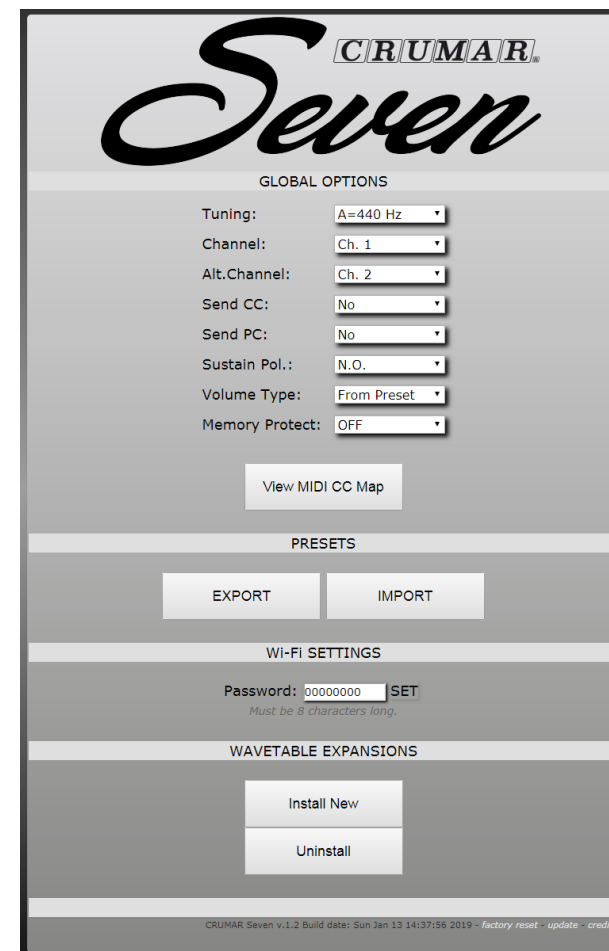 CRUMAR
Seven
GLOBAL OPTIONS
Tuning: A=440 Hz
Channel: Ch. 1
Alt.Channel: Ch. 2
Send CC: No
Send PC: No
Sustain Pol.: N.O.
Volume Type: From Preset
Memory Protect: OFF
View MIDI CC Map
PRESETS
EXPORT IMPORT
Wi-Fi SETTINGS
Password: 00000000 SET
Must be 8 characters long.
WAVETABLE EXPANSIONS
Install New
Uninstall
CRUMAR Seven v.1.2 Build date: Sun Jan 13 14:37:56 2019 - factory reset - update -